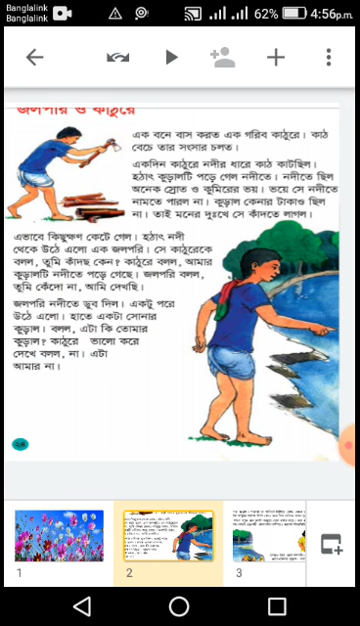 Banglalink
Banglalink
62%
4:56p.m.
জলপরি ও কাঠুরে
এক বনে বাস করত এক গরিব কাঠুরে। কাঠ
বেচে তার সংসার চলত।
একদিন কাঠুরে নদীর ধারে কাঠ কাটছিল।
হঠাৎ কুড়ালটি পড়ে গেল নদীতে। নদীতে ছিল
অনেক স্রোত ও কুমিরের ভয়। ভয়ে সে নদীতে
নামতে পারল না। কুড়াল কেনার টাকাও ছিল
না। তাই মনের দুঃখে সে কাঁদতে লাগল।
এভাবে কিছুক্ষণ কেটে গেল। হঠাৎ নদী
থেকে উঠে এলো এক জলপরি। সে কাঠুরেকে
বলল, তুমি কাঁদছ কেন? কাঠুরে বলল, আমার
কুড়ালটি নদীতে পড়ে গেছে। জলপরি বলল,
তুমি কেঁদো না, আমি দেখছি।
জলপরি নদীতে ডুব দিল। একটু পরে
উঠে এলো। হাতে একটা সোনার
কুড়াল। বলল, এটা কি তোমার
কুড়াল? কাঠুরে ভালো করে
দেখে বলল, না। এটা
আমার না।
1
2
3